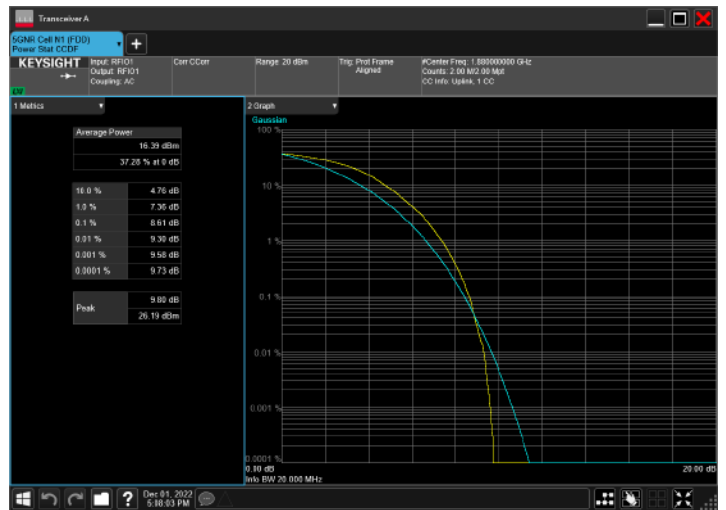 Transceiver A
5GNR Cell N1 (FDD)
Power Stat CCDF
KEYSIGHT
Input: RFIO1
Output: RFIO1
Coupling: AC
Corr CCorr
Range: 20 dBm
Trig: Prot Frame
Aligned
#Center Freq: 1.880000000 GHz
Counts: 2.00 M/2.00 Mpt
CC Info: Uplink, 1 CC
1 Metrics
Average Power
16.39 dBm
37.28 % at 0 dB
10.0 % 4.76 dB
1.0 % 7.36 dB
0.1 % 8.61 dB
0.01 % 9.30 dB
0.001 % 9.58 dB
0.0001 % 9.73 dB
Peak
9.80 dB
26.19 dBm
2 Graph
Gaussian
100 %
10 %
1 %
0.1 %
0.01 %
0.001 %
0.0001 %
0.00 dB
20.00 dB
Info BW 20.000 MHz
?
Dec 01, 2022
5:18:03 PM